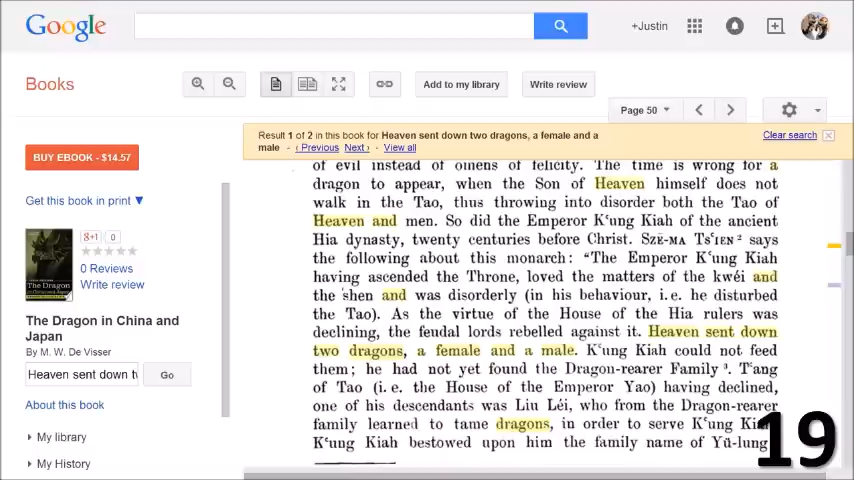 Google
+Justin
Books
Add to my library
Write review
Page 50
Result 1 of 2 in this book for Heaven sent down two dragons, a female and a
male - ‹ Previous Next › - View all
Clear search
BUY EBOOK - $14.57
Get this book in print ▼
g+1 0
0 Reviews
Write review
The Dragon in China and
Japan
By M. W. De Visser
Heaven sent down tv
Go
About this book
My library
My History
of evil instead of omens of felicity. The time is wrong for a
dragon to appear, when the Son of Heaven himself does not
walk in the Tao, thus throwing into disorder both the Tao of
Heaven and men. So did the Emperor Kʿung Kiah of the ancient
Hia dynasty, twenty centuries before Christ. SZĔ-MA TSʿIEN ² says
the following about this monarch: "The Emperor Kʿung Kiah
having ascended the Throne, loved the matters of the kwéi and
the shen and was disorderly (in his behaviour, i.e. he disturbed
the Tao). As the virtue of the House of the Hia rulers was
declining, the feudal lords rebelled against it. Heaven sent down
two dragons, a female and a male. Kʿung Kiah could not feed
them; he had not yet found the Dragon-rearer Family ³. Tʿang
of Tao (i. e. the House of the Emperor Yao) having declined,
one of his descendants was Liu Léi, who from the Dragon-rearer
family learned to tame dragons, in order to serve Kʿung Kiah.
Kʿung Kiah bestowed upon him the family name of Yü-lung
19